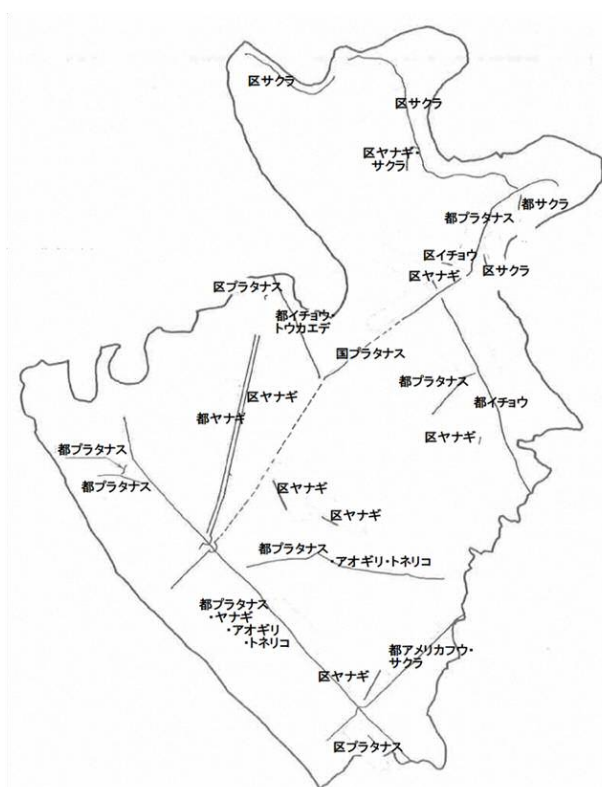 区サクラ
区サクラ
区ヤナギ・
サクラ
都サクラ
都プラタナス
区イチョウ
区サクラ
区ヤナギ
区プラタナス
都イチョウ・
トウカエデ
国プラタナス
都プラタナス
区ヤナギ
都イチョウ
都ヤナギ
区ヤナギ
都プラタナス
都プラタナス
区ヤナギ
区ヤナギ
都プラタナス
・アオギリ・トネリコ
都プラタナス
・ヤナギ
・アオギリ
・トネリコ
都アメリカフウ・
サクラ
区ヤナギ
区プラタナス